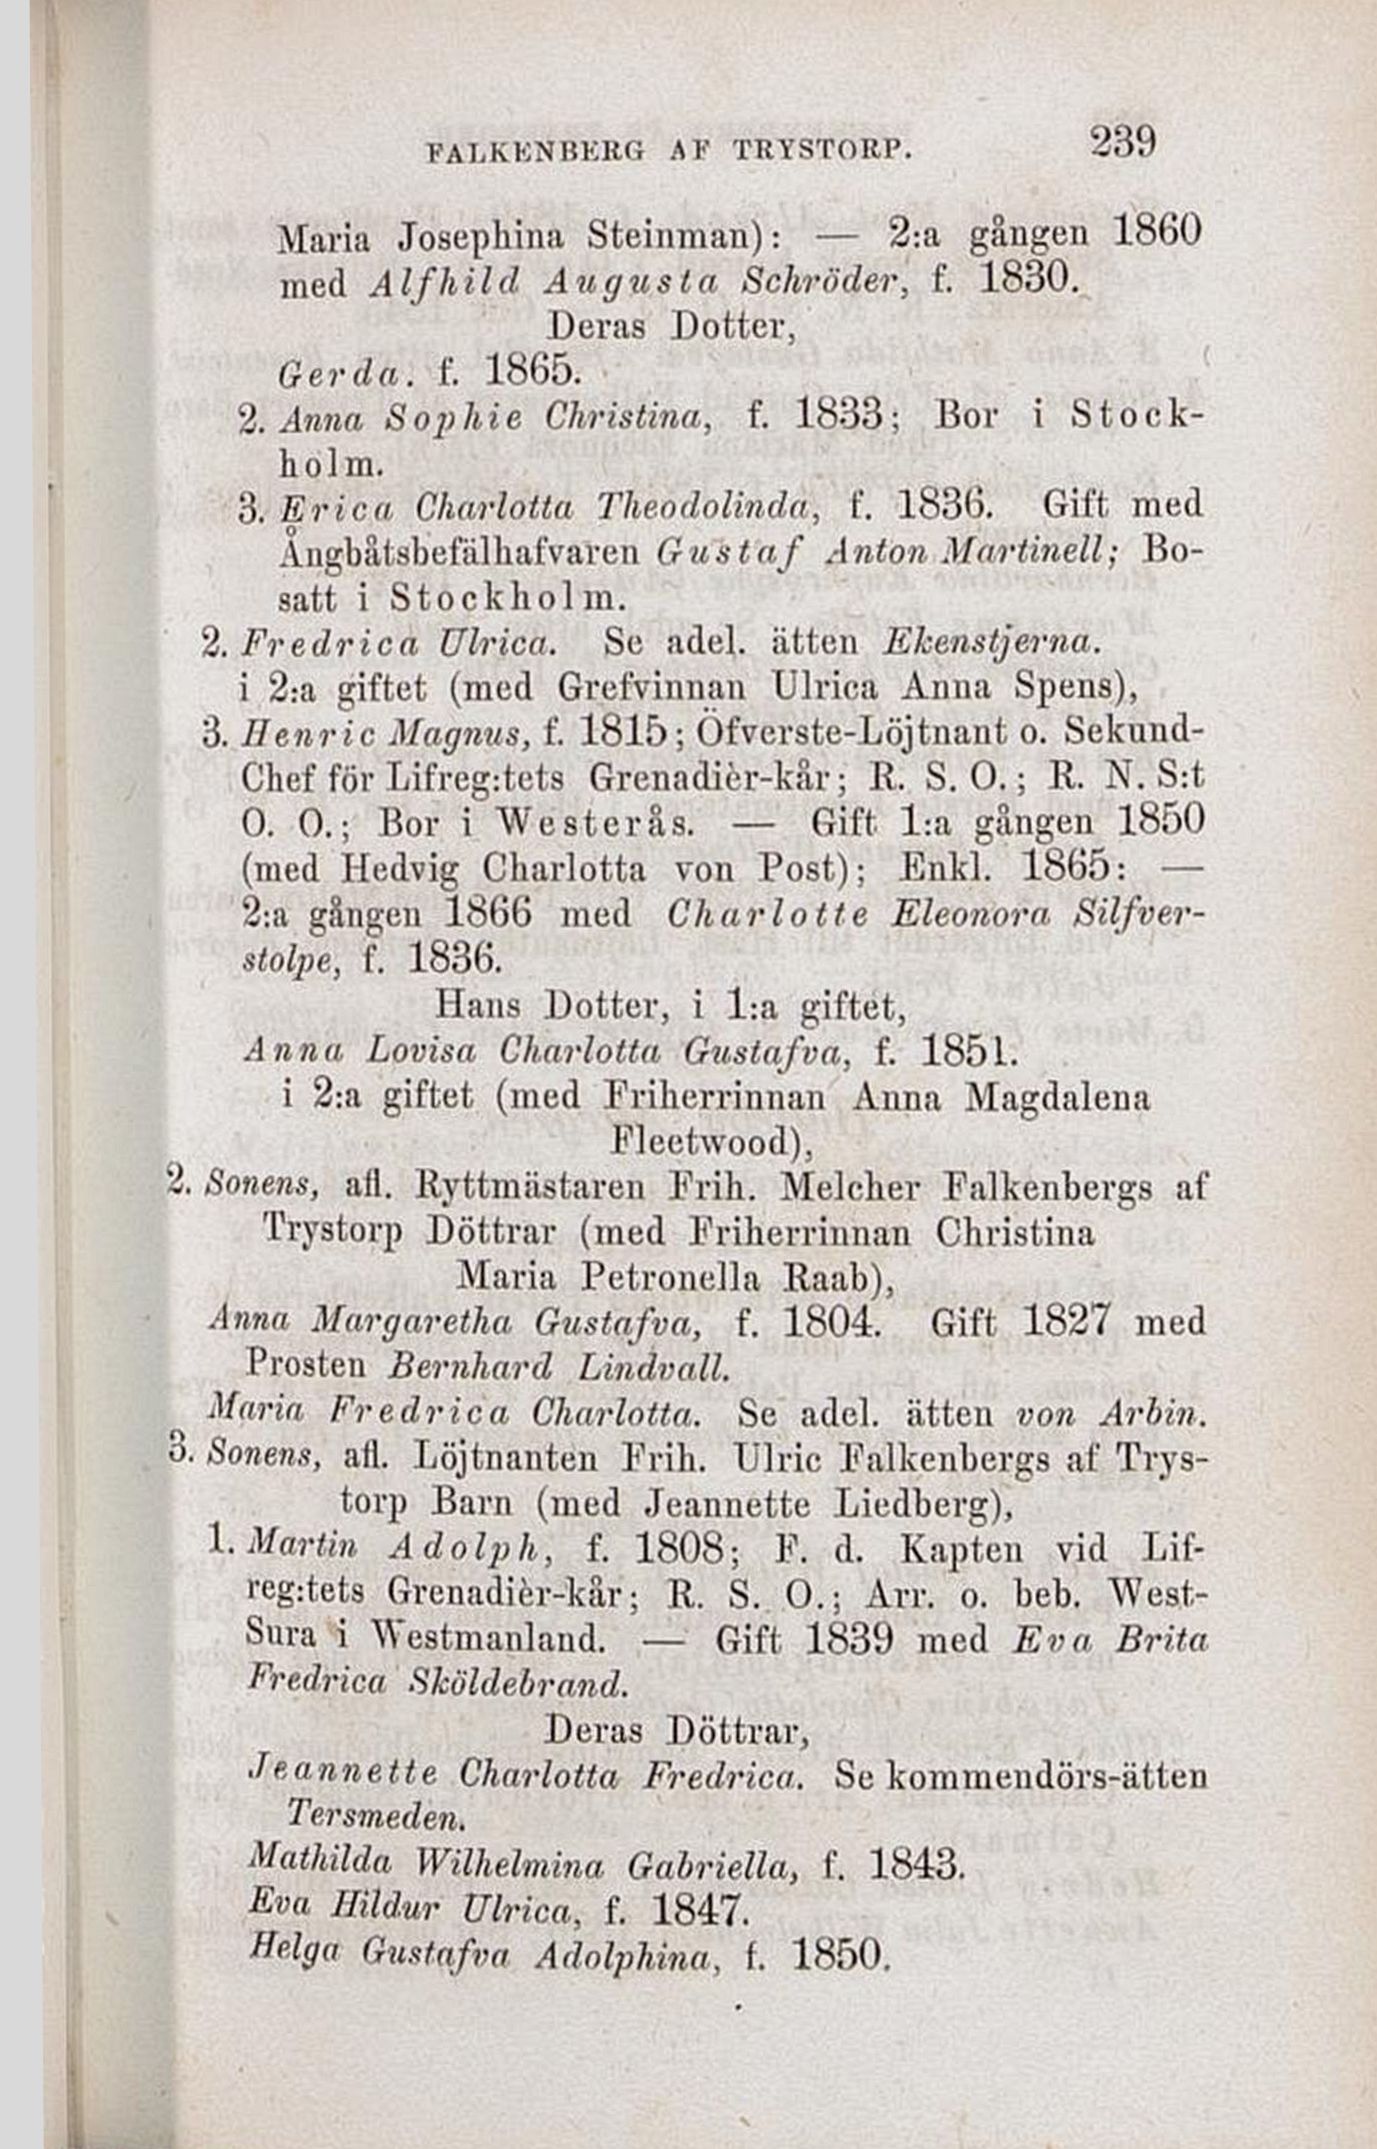 FALKENBERG AF TRYSTORP. 239
Maria Josephina Steinman): — 2:a gången 1860
med Alfhild Augusta Schröder, f. 1830.
Deras Dotter,
Gerda. f. 1865.
2. Anna Sophie Christina, f. 1833; Bor i Stock-
holm.
3. Erica Charlotta Theodolinda, f. 1836. Gift med
Ångbåtsbefälhafvaren Gustaf Anton Martinell; Bo-
satt i Stockholm.
2. Fredrica Ulrica. Se adel. ätten Ekenstjerna.
i 2:a giftet (med Grefvinnan Ulrica Anna Spens),
3. Henric Magnus, f. 1815; Öfverste-Löjtnant o. Sekund-
Chef för Lifreg:tets Grenadièr-kår; R. S. O.; R. N. S:t
O. O.; Bor i Westerås. — Gift 1:a gången 1850
(med Hedvig Charlotta von Post); Enkl. 1865: —
2:a gången 1866 med Charlotte Eleonora Silfver-
stolpe, f. 1836.
Hans Dotter, i 1:a giftet,
Anna Lovisa Charlotta Gustafva, f. 1851.
i 2:a giftet (med Friherrinnan Anna Magdalena
Fleetwood),
2. Sonens, afl. Ryttmästaren Frih. Melcher Falkenbergs af
Trystorp Döttrar (med Friherrinnan Christina
Maria Petronella Raab),
Anna Margaretha Gustafva, f. 1804. Gift 1827 med
Prosten Bernhard Lindvall.
Maria Fredrica Charlotta. Se adel. ätten von Arbin.
3. Sonens, afl. Löjtnanten Frih. Ulric Falkenbergs af Trys-
torp Barn (med Jeannette Liedberg),
1. Martin Adolph, f. 1808; F. d. Kapten vid Lif-
reg:tets Grenadièr-kår; R. S. O.; Arr. o. beb. West-
Sura i Westmanland. — Gift 1839 med Eva Brita
Fredrica Sköldebrand.
Deras Döttrar,
Jeannette Charlotta Fredrica. Se kommendörs-ätten
Tersmeden.
Mathilda Wilhelmina Gabriella, f. 1843.
Eva Hildur Ulrica, f. 1847.
Helga Gustafva Adolphina, f. 1850.